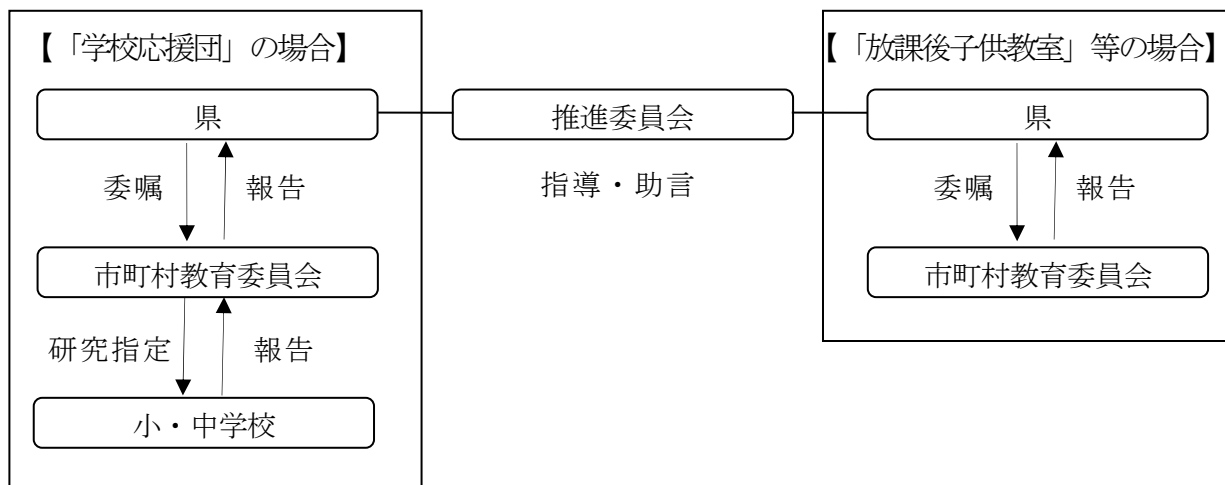 【「学校応援団」の場合】
県
委嘱
報告
市町村教育委員会
研究指定
報告
小・中学校
推進委員会
指導・助言
【「放課後子供教室」等の場合】
県
委嘱
報告
市町村教育委員会